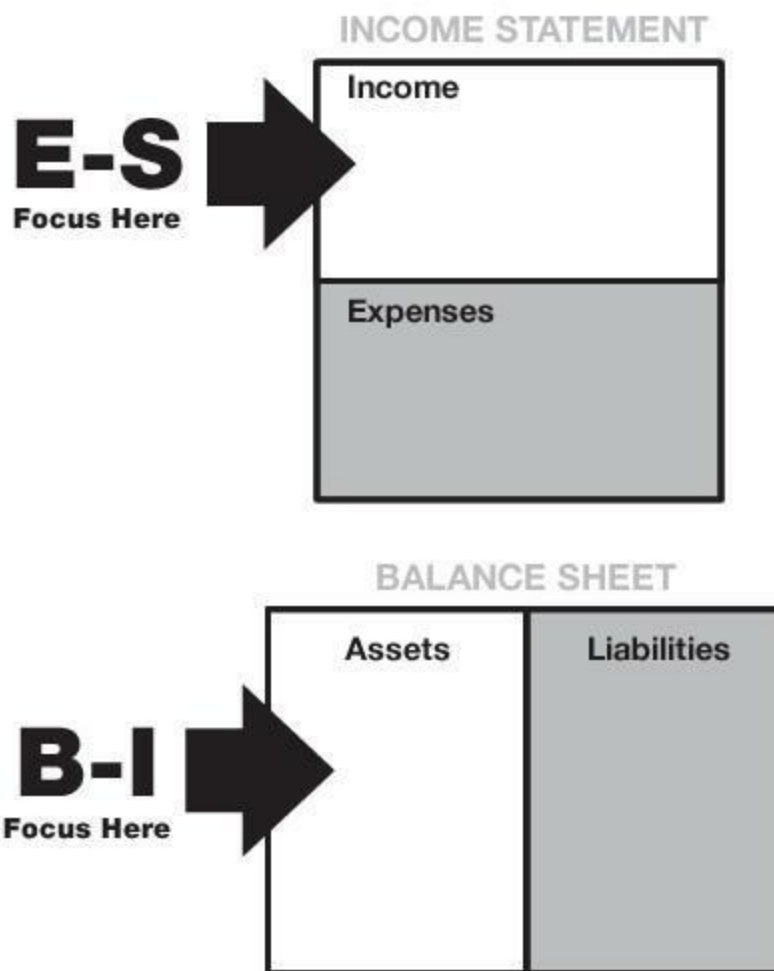 INCOME STATEMENT
Income
E-S
Focus Here
Expenses
BALANCE SHEET
Assets
Liabilities
B-I
Focus Here